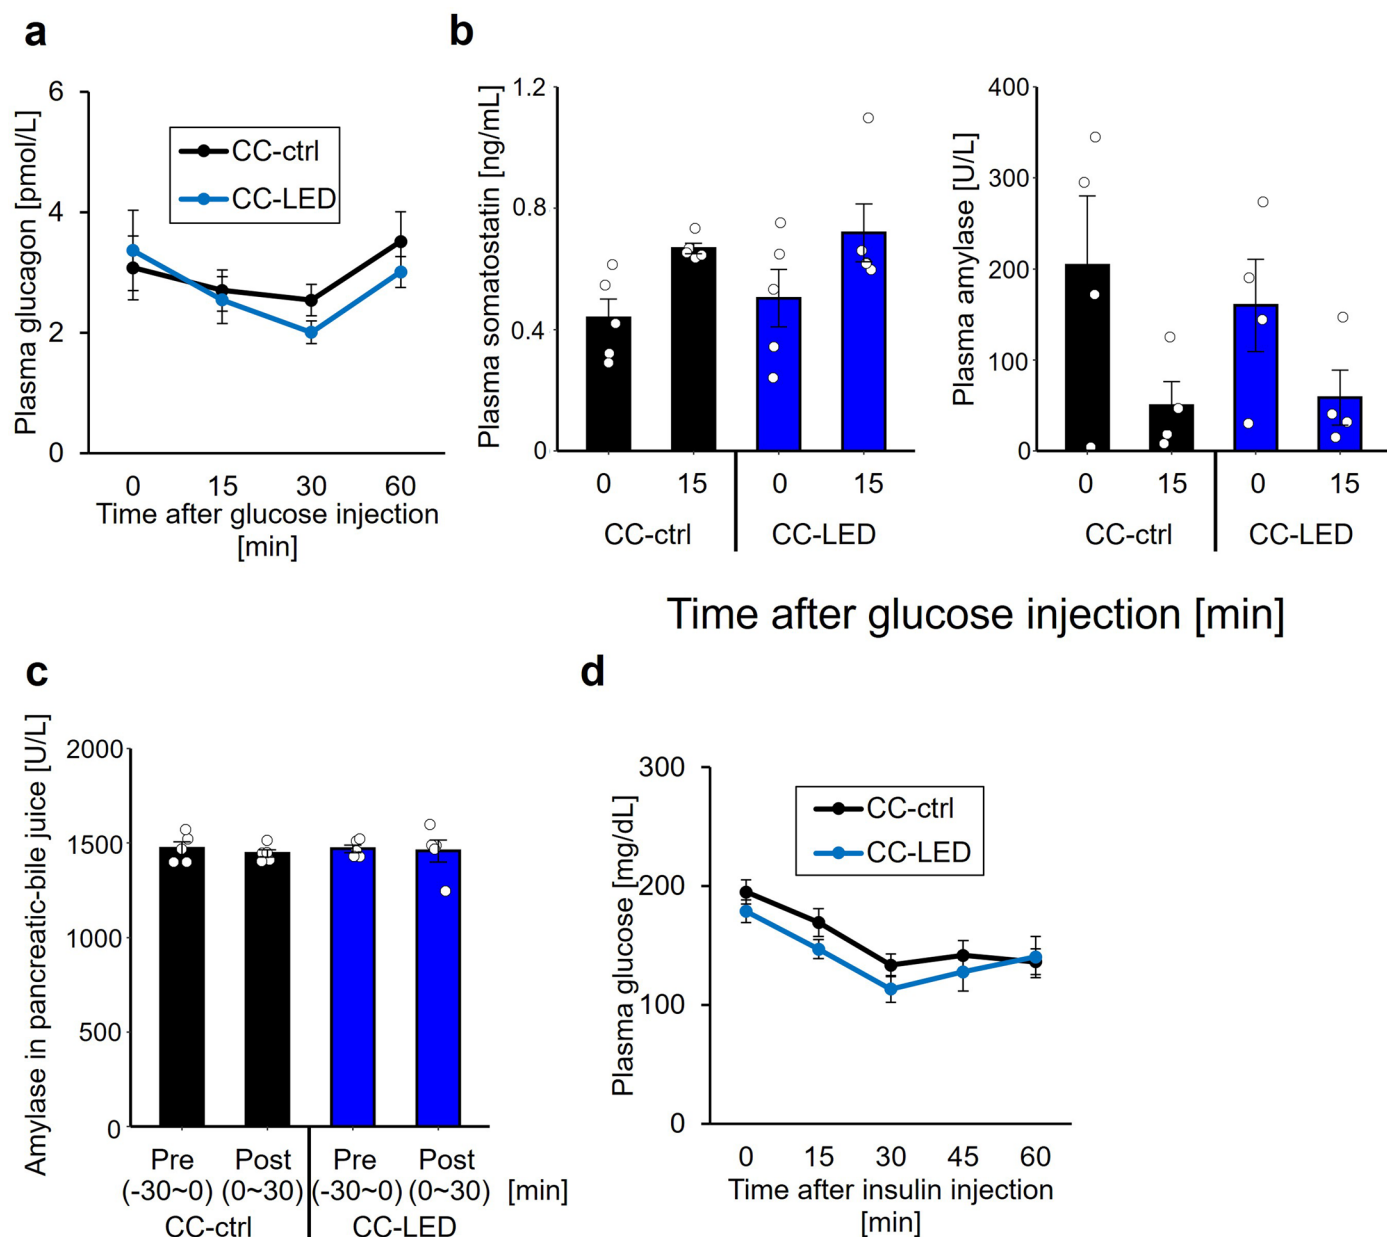 a
Plasma glucagon [pmol/L]
6
4
2
0
CC-ctrl
CC-LED
0 15 30 60
Time after glucose injection
[min]
b
Plasma somatostatin [ng/mL]
1.2
0.8
0.4
0
0 15 0 15
CC-ctrl CC-LED
Plasma amylase [U/L]
400
300
200
100
0
0 15 0 15
CC-ctrl CC-LED
Time after glucose injection [min]
c
Amylase in pancreatic-bile juice [U/L]
2000
1500
1000
500
0
Pre Post Pre Post
(-30~0) (0~30) (-30~0) (0~30) [min]
CC-ctrl CC-LED
d
Plasma glucose [mg/dL]
300
200
100
0
CC-ctrl
CC-LED
0 15 30 45 60
Time after insulin injection
[min]